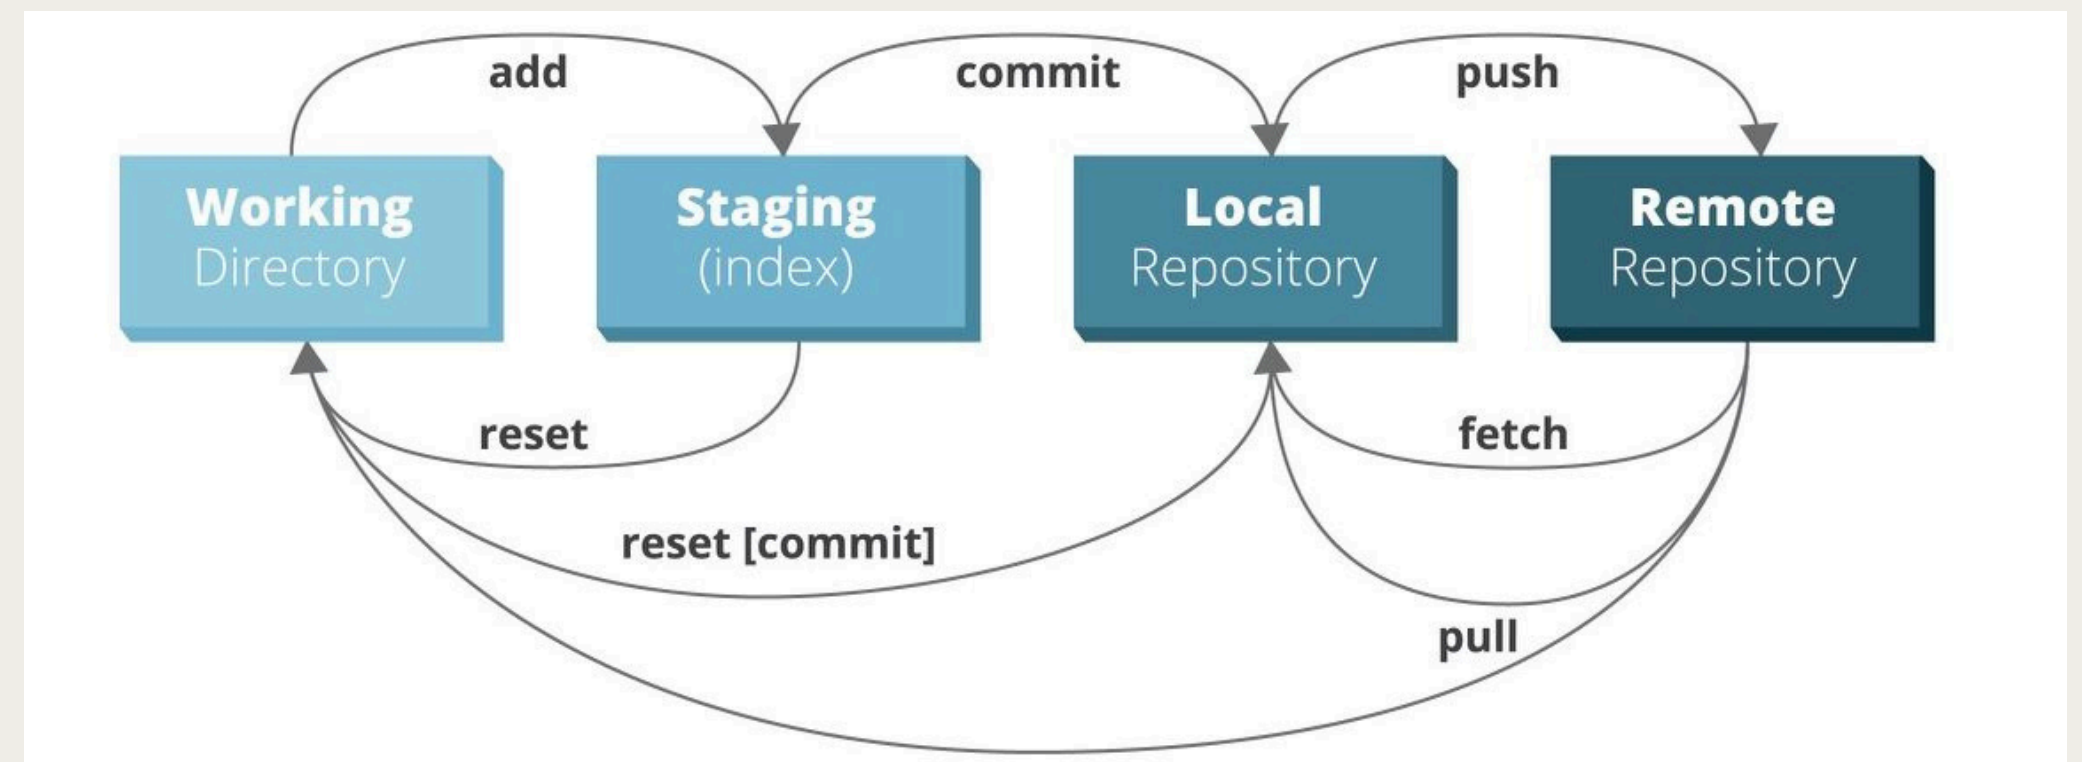 add
commit
push
Working
Directory
Staging
(index)
Local
Repository
Remote
Repository
reset
fetch
reset [commit]
pull